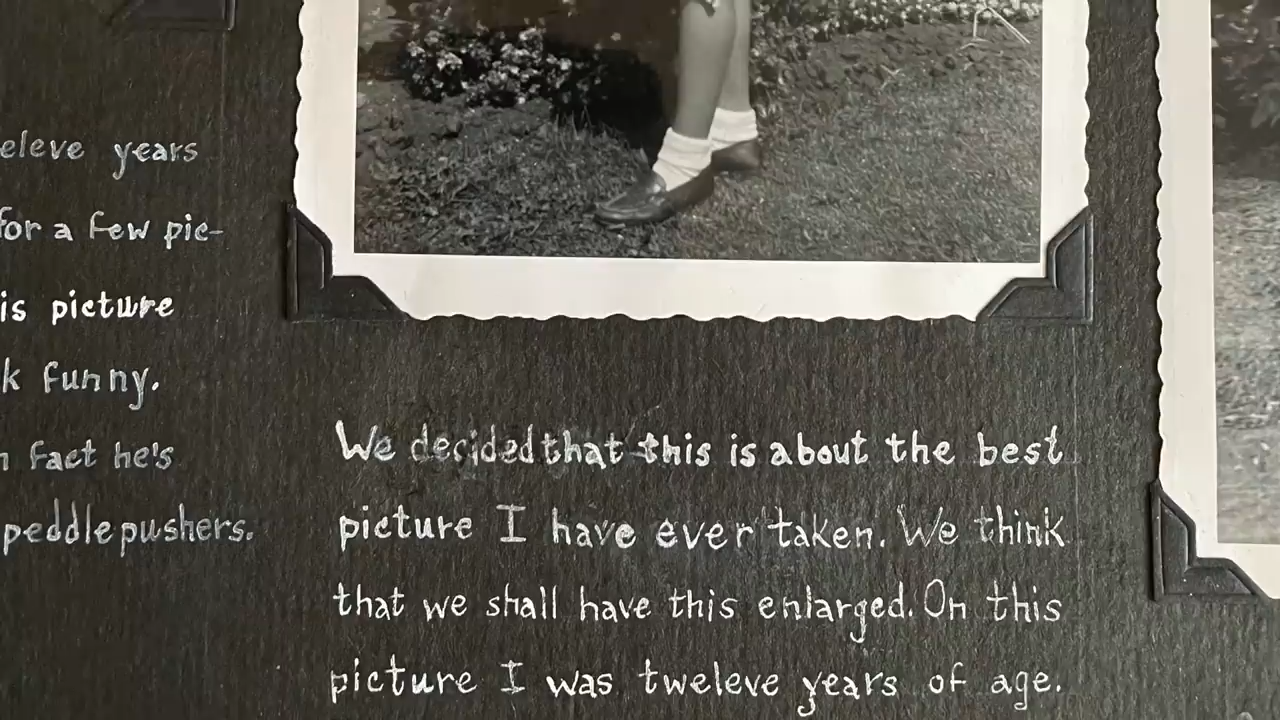 eleve years
for a few pic-
is picture
k funny.
n fact he's
peddle pushers.
We decided that this is about the best
picture I have ever taken. We think
that we shall have this enlarged. On this
picture I was tweleve years of age.